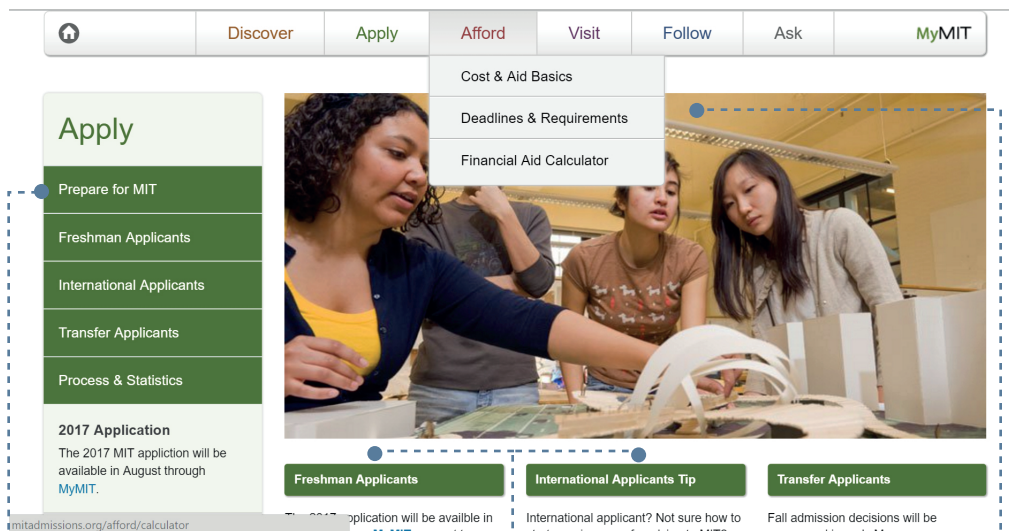 Discover
Apply
Afford
Visit
Follow
Ask
MyMIT
Cost & Aid Basics
Deadlines & Requirements
Financial Aid Calculator
Apply
Prepare for MIT
Freshman Applicants
International Applicants
Transfer Applicants
Process & Statistics
2017 Application
The 2017 MIT appliction will be
available in August through
MyMIT.
Freshman Applicants
International Applicants Tip
Transfer Applicants
application will be availble in
International applicant? Not sure how to
Fall admission decisions will be
mitadmissions.org/afford/calculator